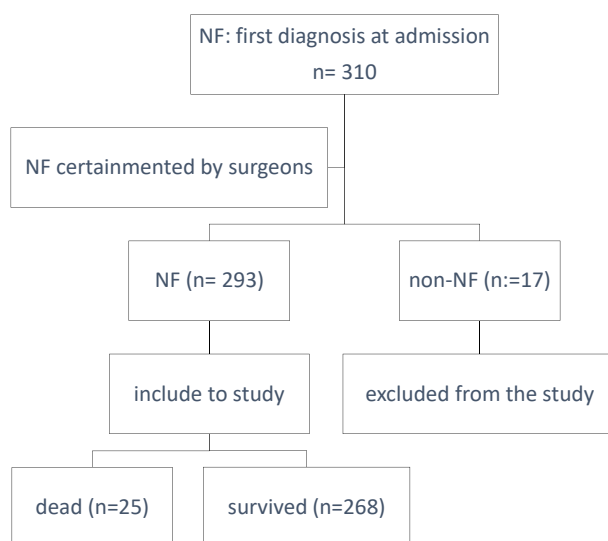 NF: first diagnosis at admission
n= 310
NF certainmented by surgeons
NF (n= 293)
non-NF (n:=17)
include to study
excluded from the study
dead (n=25)
survived (n=268)